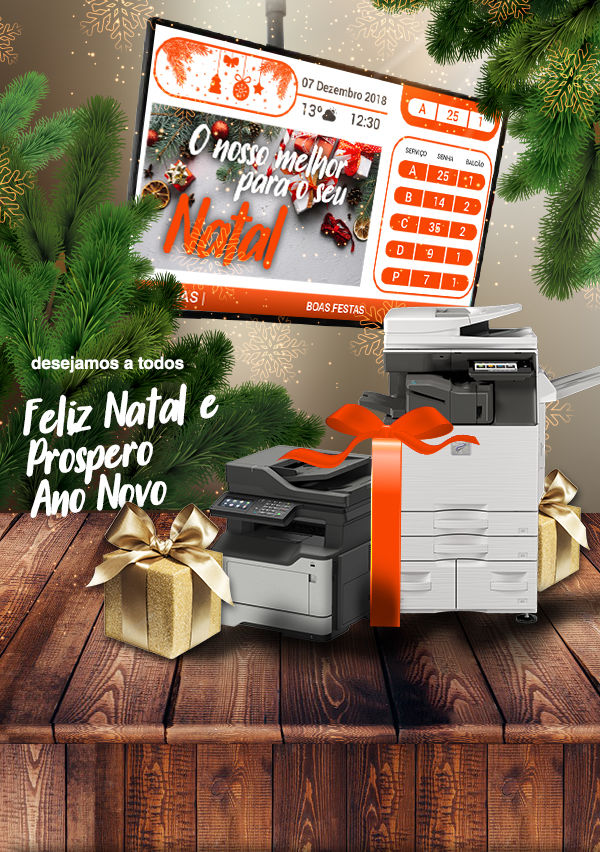 07 Dezembro 2018
13° 12:30
A 25 1
O nosso melhor
para o seu
Natal
SERVIÇO SENHA BALCÃO
A 25 1
B 14 2
C 35 2
D 9 1
P 7 1
AS | BOAS FESTAS
desejamos a todos
Feliz Natal e
Prospero
Ano Novo